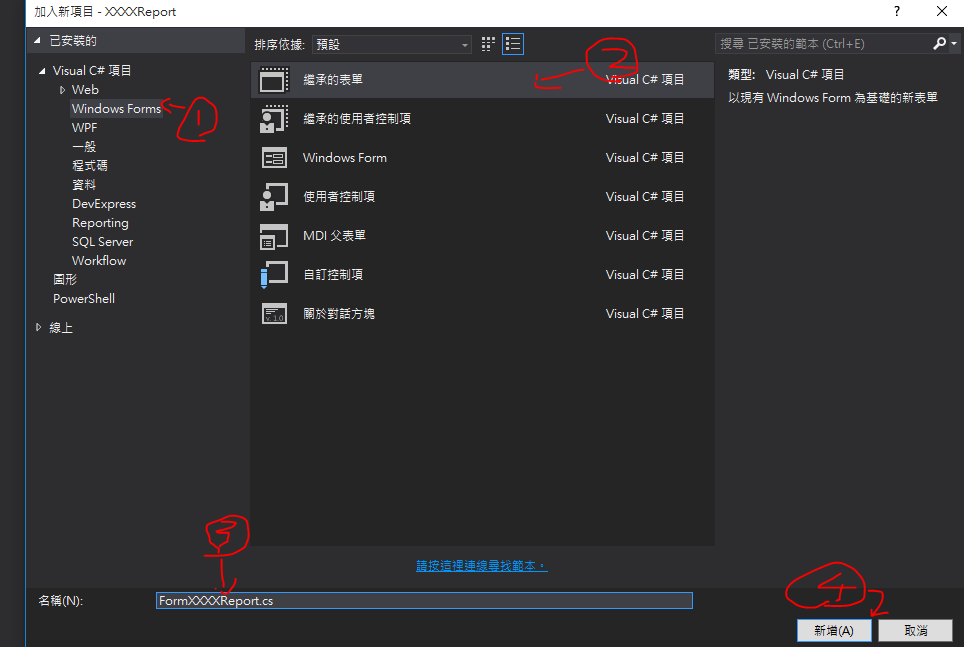 加入新項目 - XXXXReport
?
已安裝的
排序依據: 預設
搜尋 已安裝的範本 (Ctrl+E)
Visual C# 項目
Web
Windows Forms
WPF
一般
程式碼
資料
DevExpress
Reporting
SQL Server
Workflow
圖形
PowerShell
線上
1
繼承的表單 Visual C# 項目
2
繼承的使用者控制項 Visual C# 項目
Windows Form Visual C# 項目
使用者控制項 Visual C# 項目
MDI 父表單 Visual C# 項目
自訂控制項 Visual C# 項目
關於對話方塊 Visual C# 項目
v. 1.0
類型: Visual C# 項目
以現有 Windows Form 為基礎的新表單
請按這裡連線尋找範本。
3
名稱(N): FormXXXXReport.cs
4
新增(A) 取消